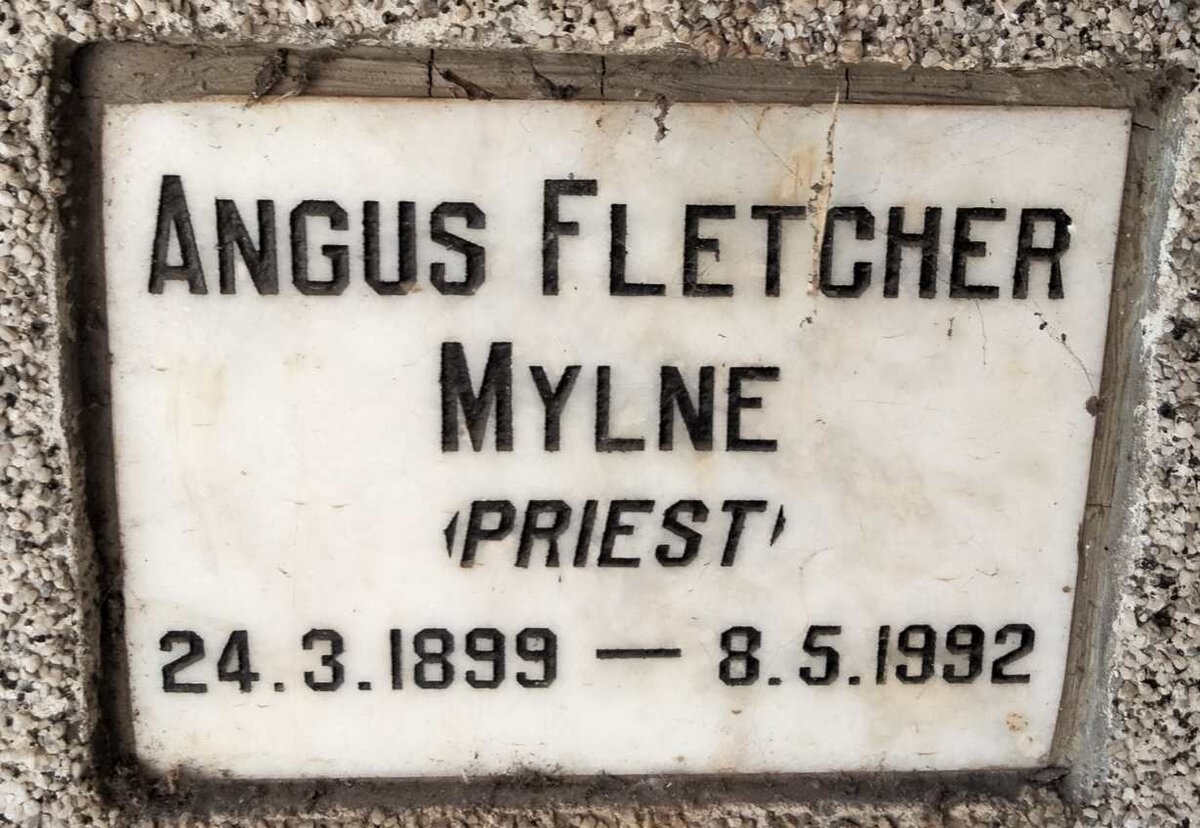 ANGUS FLETCHER
MYLNE
(PRIEST)
24.3.1899 — 8.5.1992